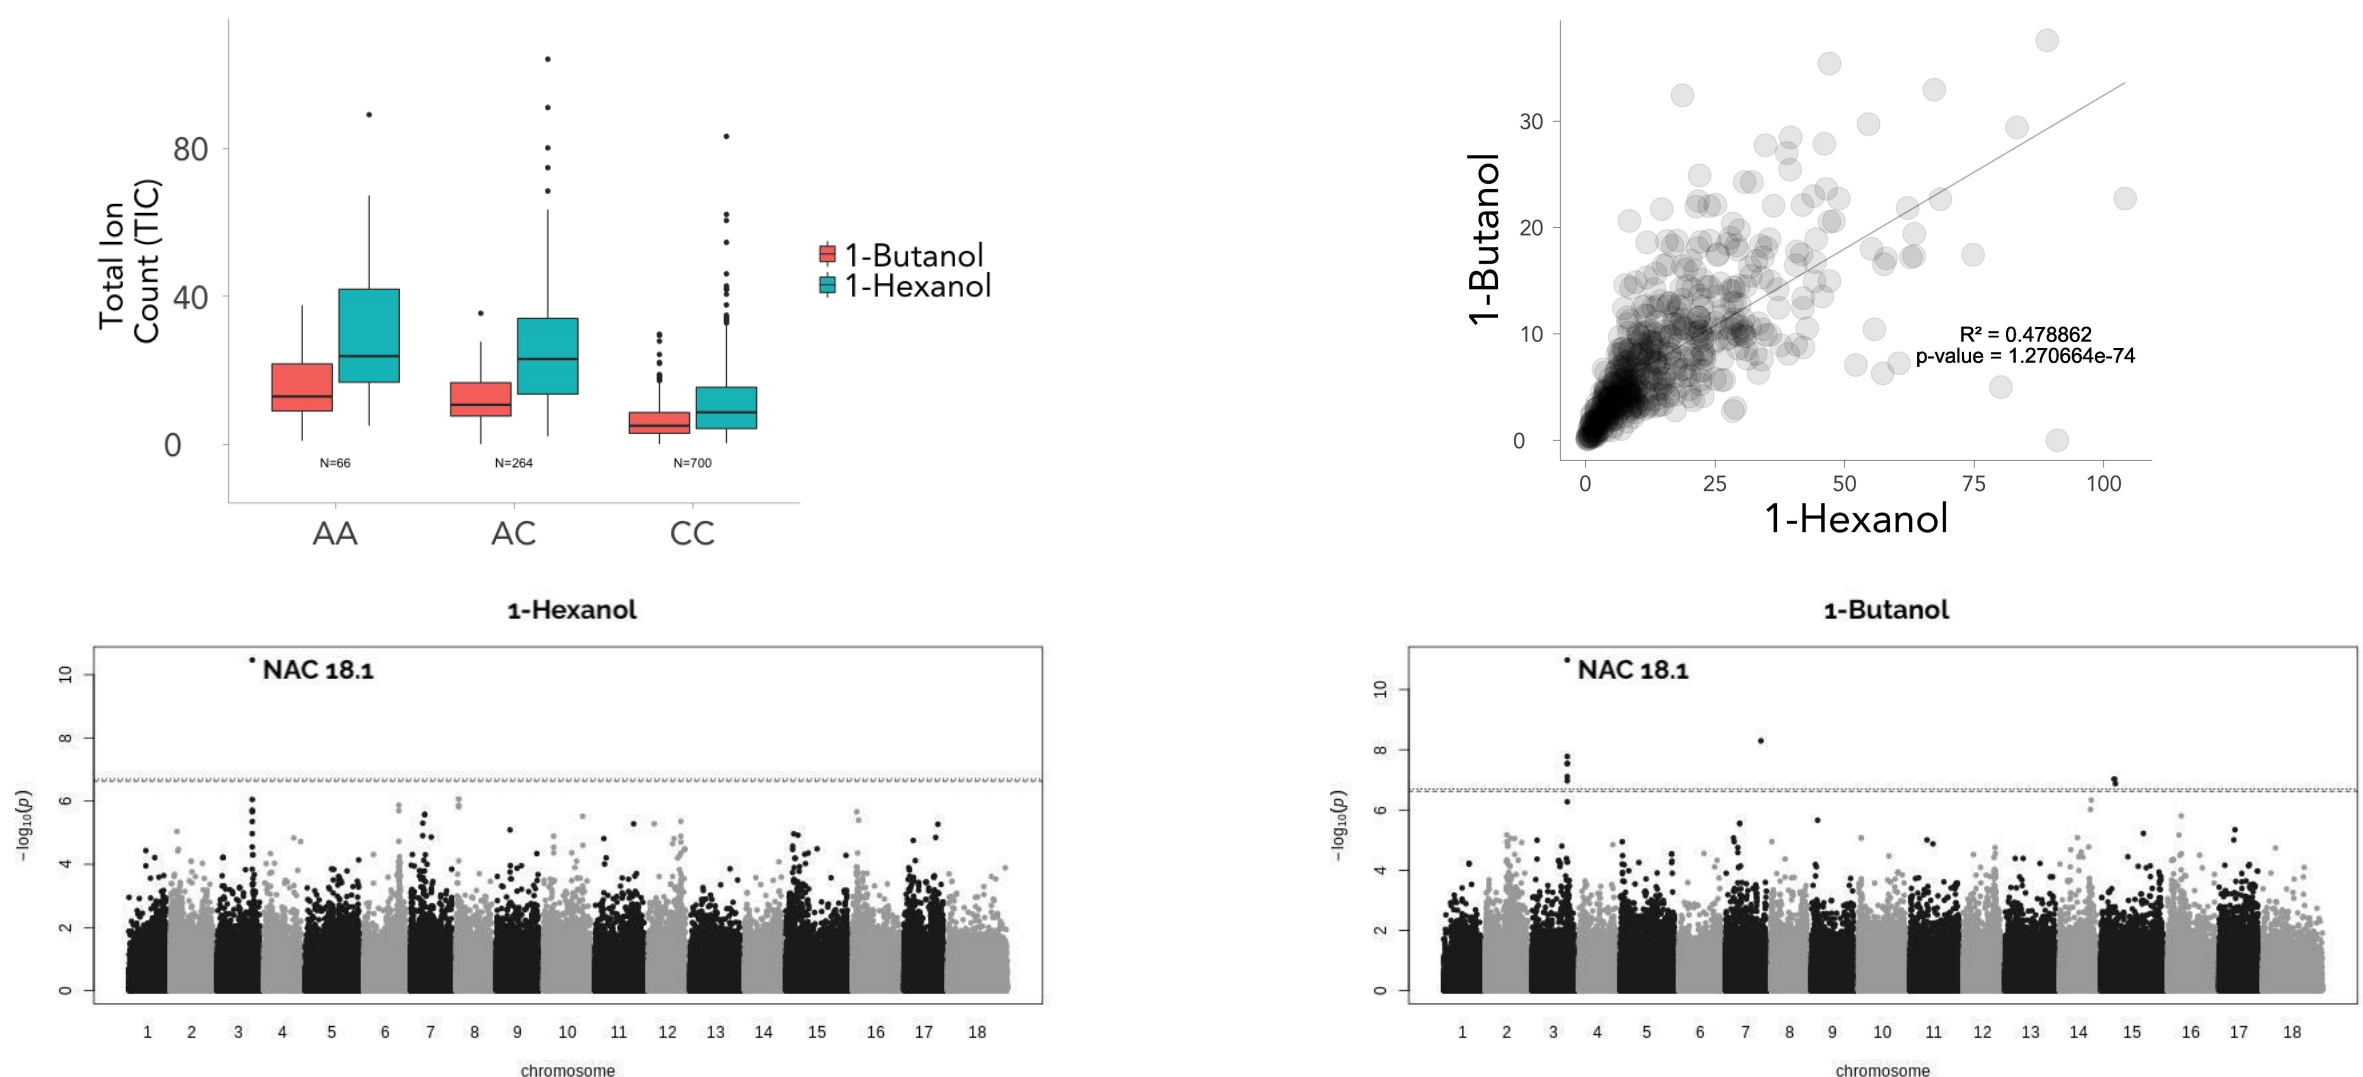 Total Ion
Count (TIC)
80
40
0
N=66
N=264
N=700
AA
AC
CC
1-Butanol
1-Hexanol
1-Butanol
30
20
10
0
R² = 0.478862
p-value = 1.270664e-74
0
25
50
75
100
1-Hexanol
1-Hexanol
NAC 18.1
−log10(p)
10
8
6
4
2
0
1 2 3 4 5 6 7 8 9 10 11 12 13 14 15 16 17 18
chromosome
1-Butanol
NAC 18.1
−log10(p)
10
8
6
4
2
0
1 2 3 4 5 6 7 8 9 10 11 12 13 14 15 16 17 18
chromosome